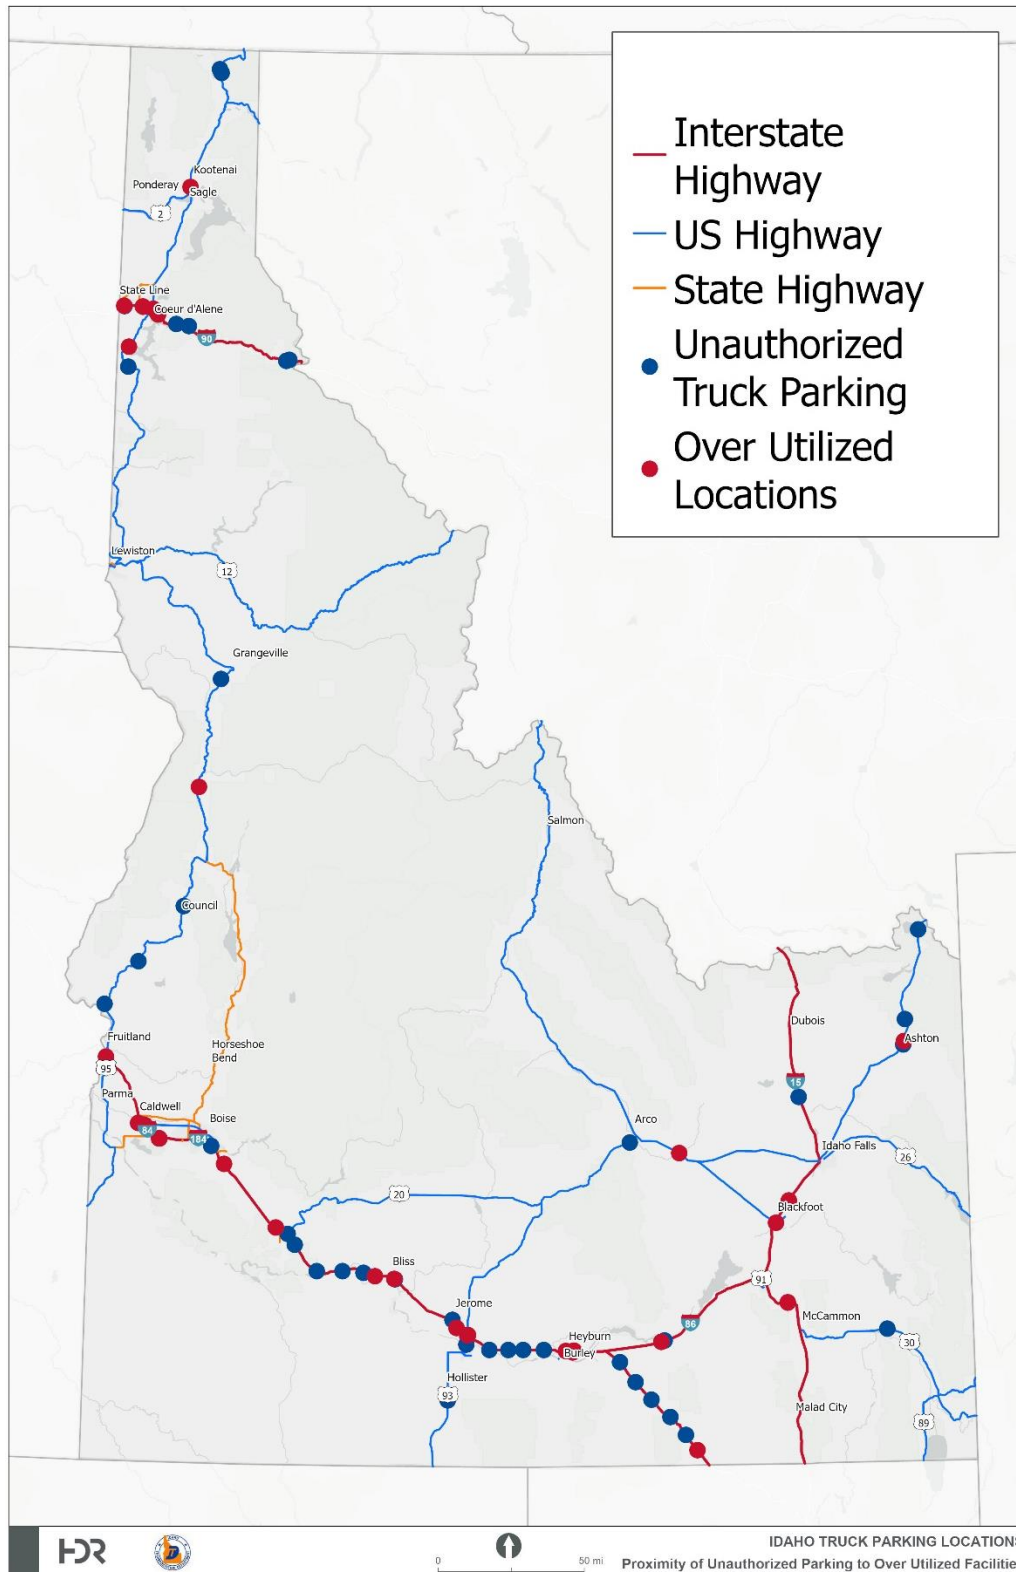 Interstate
Highway
US Highway
State Highway
Unauthorized
Truck Parking
Over Utilized
Locations
Kootenai
Ponderay
Sagle
2
State Line
Coeur d'Alene
90
Lewiston
12
Grangeville
Salmon
Council
Fruitland
95
Parma
Caldwell
84
Horseshoe
Bend
Boise
184
Dubois
15
Ashton
Arco
Idaho Falls
26
20
Blackfoot
Bliss
91
Jerome
McCammon
86
Heyburn
Burley
30
Hollister
93
Malad City
89
HDR
0
50 mi
IDAHO TRUCK PARKING LOCATIONS
Proximity of Unauthorized Parking to Over Utilized Facilitie